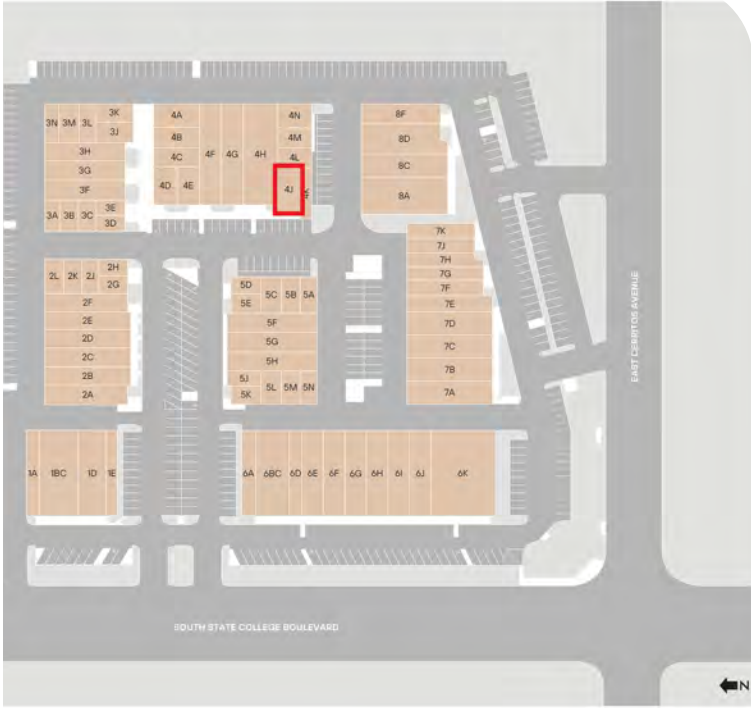 3N 3M 3L 3K
3J
3H
3G
3F
3A 3B 3C 3E
3D
4A
4B
4C
4D 4E
4F 4G 4H
4N
4M
4L
4J 4K
8F
8D
8C
8A
7K
7J
7H
7G
7F
7E
7D
7C
7B
7A
2L 2K 2J 2H
2G
2F
2E
2D
2C
2B
2A
5D
5E
5C 5B 5A
5F
5G
5H
5J
5K
5L 5M 5N
1A 1BC 1D 1E
6A 6BC 6D 6E 6F 6G 6H 6I 6J 6K
EAST CERRITOS AVENUE
SOUTH STATE COLLEGE BOULEVARD
N